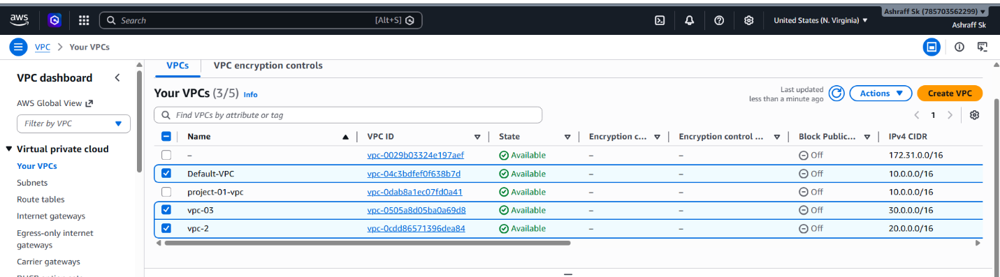 aws
Search [Alt+S] United States (N. Virginia) ▼ Ashraff Sk (785703562299) ▼
Ashraff Sk
VPC > Your VPCs
VPC dashboard
AWS Global View
Filter by VPC
Virtual private cloud
Your VPCs
Subnets
Route tables
Internet gateways
Egress-only internet
gateways
Carrier gateways
VPCs VPC encryption controls
Your VPCs (3/5) Info
Last updated
less than a minute ago
Actions Create VPC
Find VPCs by attribute or tag
1
Name VPC ID State Encryption c... Encryption control ... Block Public... IPv4 CIDR
– vpc-0029b03324e197aef Available – – Off 172.31.0.0/16
Default-VPC vpc-04c3bdfef0f638b7d Available – – Off 10.0.0.0/16
project-01-vpc vpc-0dab8a1ec07fd0a41 Available – – Off 10.0.0.0/16
vpc-03 vpc-0505a8d05ba0a69d8 Available – – Off 30.0.0.0/16
vpc-2 vpc-0cdd86571396dea84 Available – – Off 20.0.0.0/16